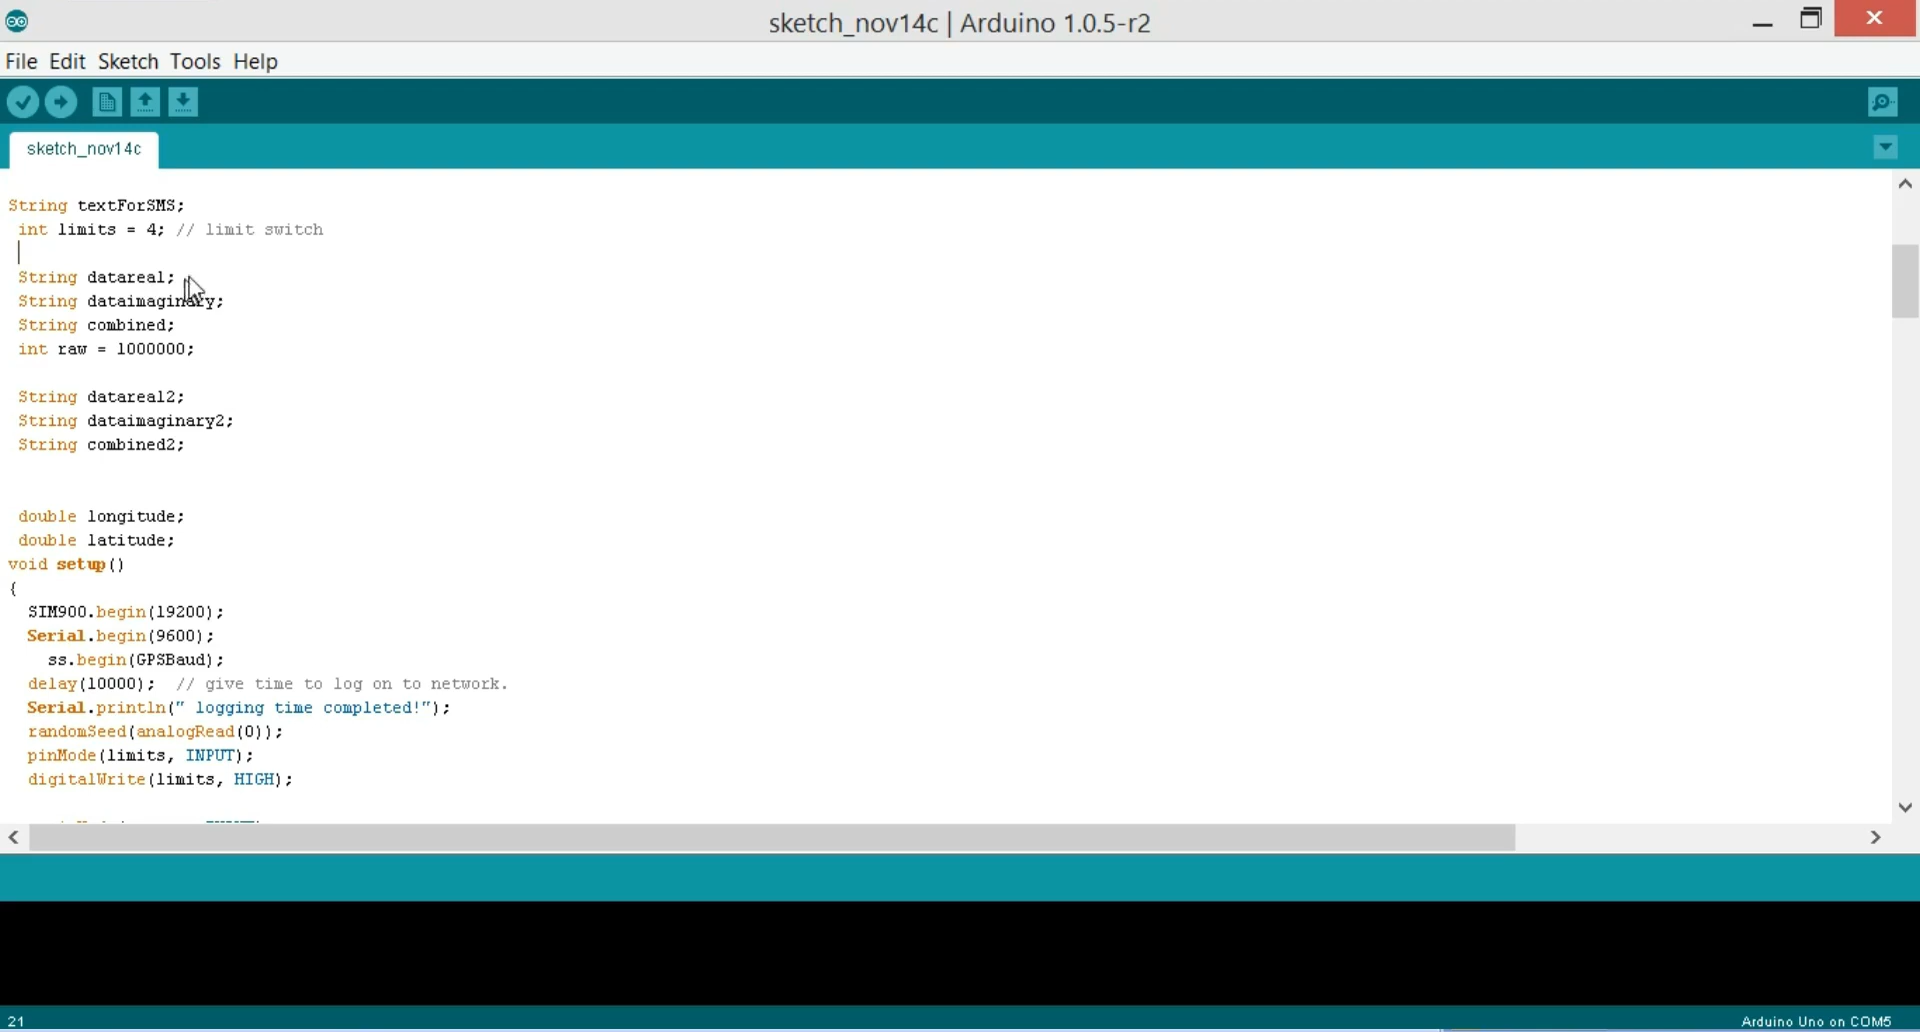 sketch_nov14c | Arduino 1.0.5-r2
File Edit Sketch Tools Help
sketch_nov14c
String textForSMS;
int limits = 4; // limit switch
String datareal;
String dataimaginary;
String combined;
int raw = 1000000;
String datareal2;
String dataimaginary2;
String combined2;
double longitude;
double latitude;
void setup()
{
SIM900.begin(19200);
Serial.begin(9600);
ss.begin(GPSBaud);
delay(10000); // give time to log on to network.
Serial.println(" logging time completed!");
randomSeed(analogRead(0));
pinMode(limits, INPUT);
digitalWrite(limits, HIGH);
21
Arduino Uno on COM5